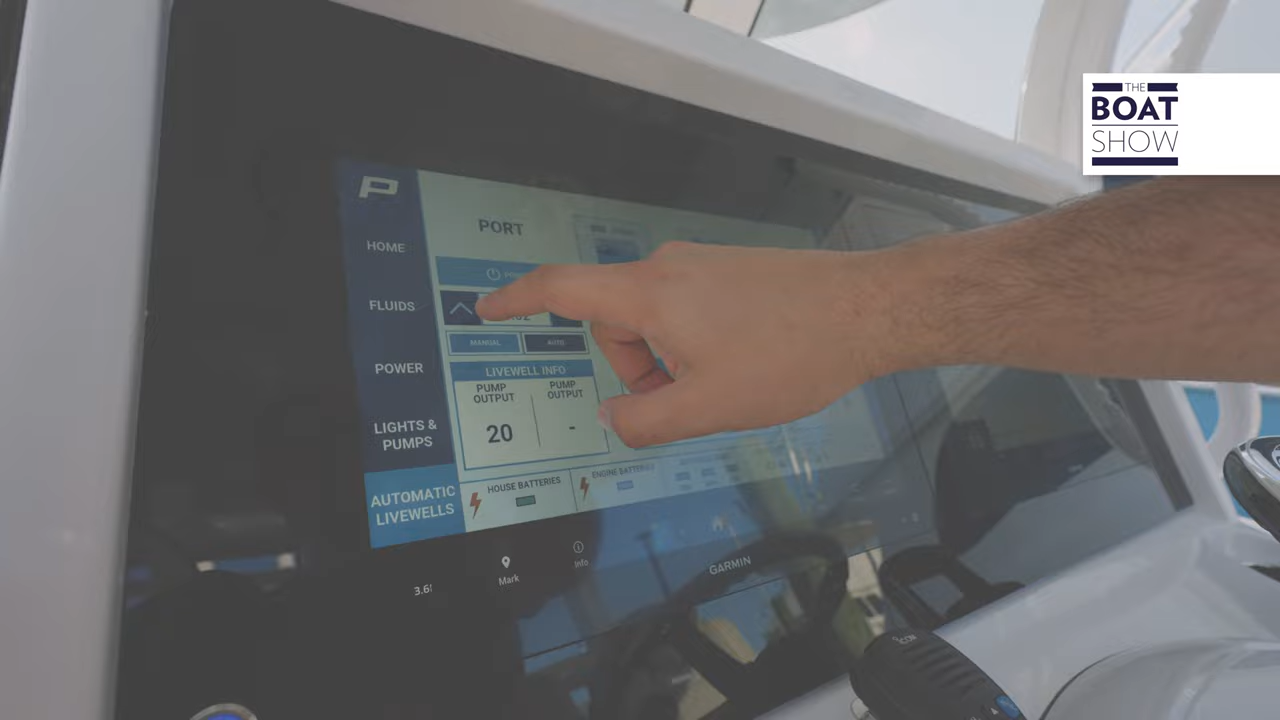 THE
BOAT
SHOW
P
HOME
FLUIDS
POWER
LIGHTS &
PUMPS
AUTOMATIC
LIVEWELLS
PORT
MANUAL
AUTO
LIVEWELL INFO
PUMP
OUTPUT
PUMP
OUTPUT
20
-
HOUSE BATTERIES
ENGINE BATTERIES
Mark
Info
GARMIN
ICOM